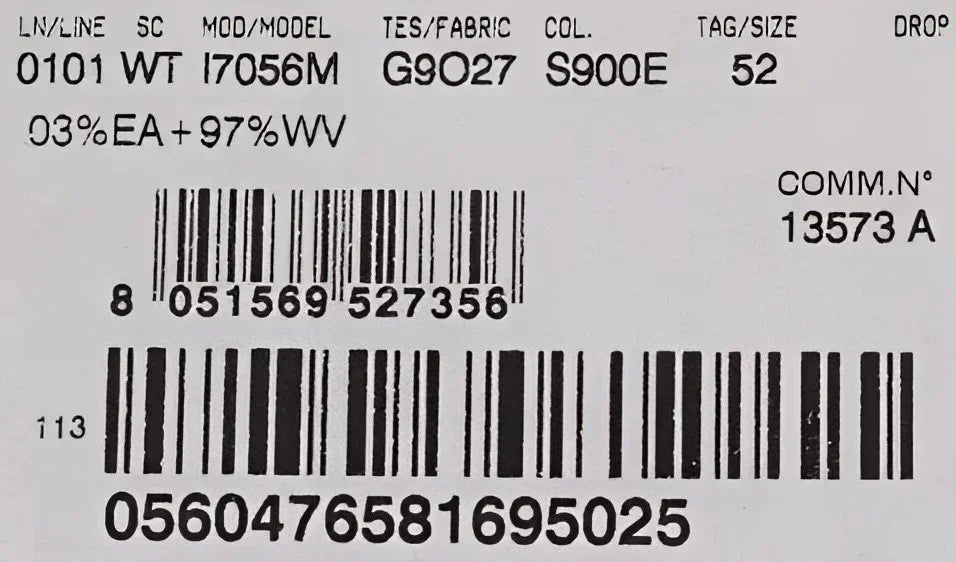 LN/LINE SC MOD/MODEL TES/FABRIC COL. TAG/SIZE DROP
0101 WT I7056M G9O27 S900E 52
03%EA+97%WV
COMM.N°
13573 A
8 051569 527356
113
0560476581695025